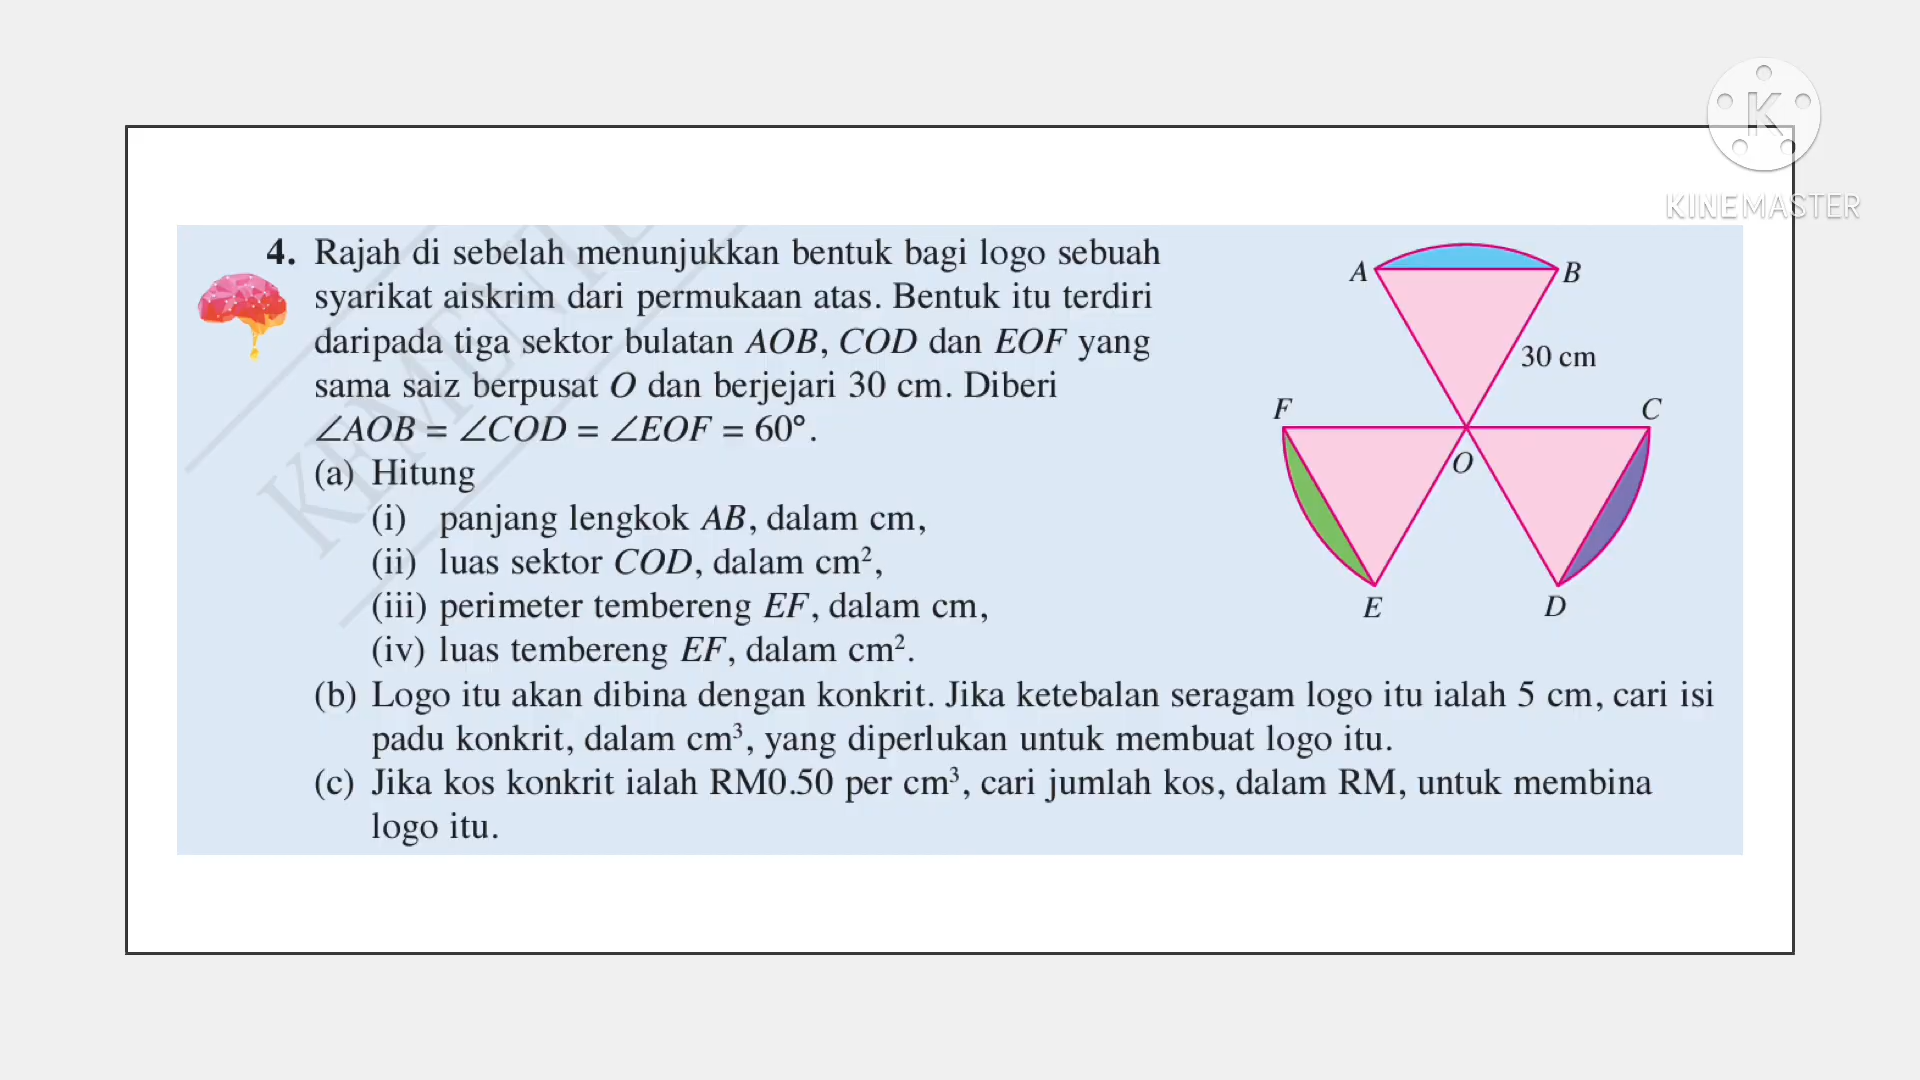 K
KINEMASTER
4. Rajah di sebelah menunjukkan bentuk bagi logo sebuah
syarikat aiskrim dari permukaan atas. Bentuk itu terdiri
daripada tiga sektor bulatan AOB, COD dan EOF yang
sama saiz berpusat O dan berjejari 30 cm. Diberi
∠AOB = ∠COD = ∠EOF = 60°.
(a) Hitung
(i) panjang lengkok AB, dalam cm,
(ii) luas sektor COD, dalam cm²,
(iii) perimeter tembereng EF, dalam cm,
(iv) luas tembereng EF, dalam cm².
(b) Logo itu akan dibina dengan konkrit. Jika ketebalan seragam logo itu ialah 5 cm, cari isi
padu konkrit, dalam cm³, yang diperlukan untuk membuat logo itu.
(c) Jika kos konkrit ialah RM0.50 per cm³, cari jumlah kos, dalam RM, untuk membina
logo itu.
A B
30 cm
F C
O
E D